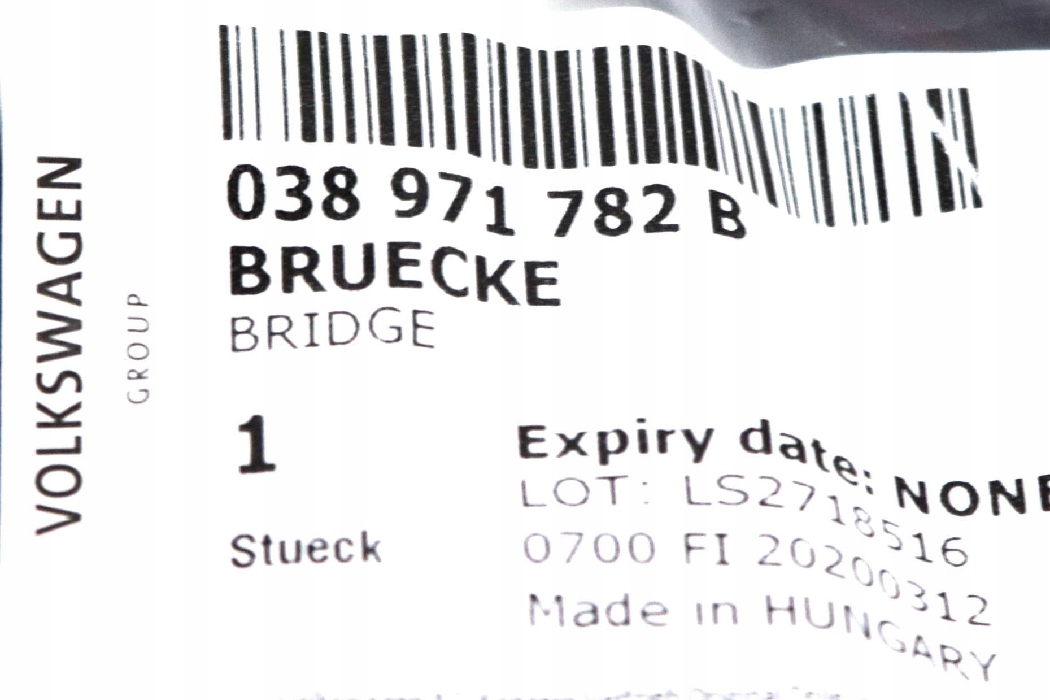 VOLKSWAGEN
GROUP
038 971 782 B
BRUECKE
BRIDGE
1
Stueck
Expiry date: NONE
LOT: LS2718516
0700 FI 20200312
Made in HUNGARY